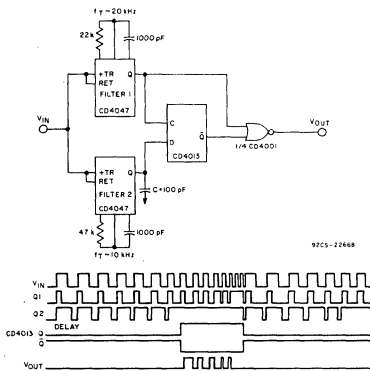 fT ~ 20 kHz
22k
1000 pF
+TR Q
RET
FILTER 1
CD4047
VIN
C
D
Q̄
CD4013
1/4 CD4001
VOUT
+TR Q
RET
FILTER 2
CD4047
C = 100 pF
47 k
1000 pF
fT ~ 10 kHz
92CS-22668
VIN
Q1
Q2
DELAY
CD4013 Q
Q̄
VOUT